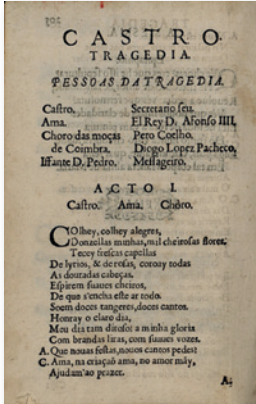 CASTRO.
TRAGEDIA.
PESSOAS DA TRAGEDIA.
Castro.
Ama.
Choro das moças
de Coimbra.
Iffante D. Pedro.
Secretario seu.
El Rey D. Afonso IIII.
Pero Coelho.
Diogo Lopez Pacheco,
Messageiro.
ACTO I.
Castro. Ama. Choro.
COlhey, colhey alegres,
Donzellas minhas, mil cheirosas flores.
Tecey frescas capellas
De lyrios, & de rosas, coroay todas
As douradas cabeças.
Espirem suaues cheiros,
De que s'encha este ar todo.
Soem doces tangeres, doces cantos.
Honray o claro dia,
Meu dia tam ditoso: a minha gloria
Com brandas liras, com suaues vozes.
A. Que nouas festas, nouos cantos pedes?
C. Ama, na criaçaõ ama, no amor mãy,
Ajudam'ao prazer.
A.